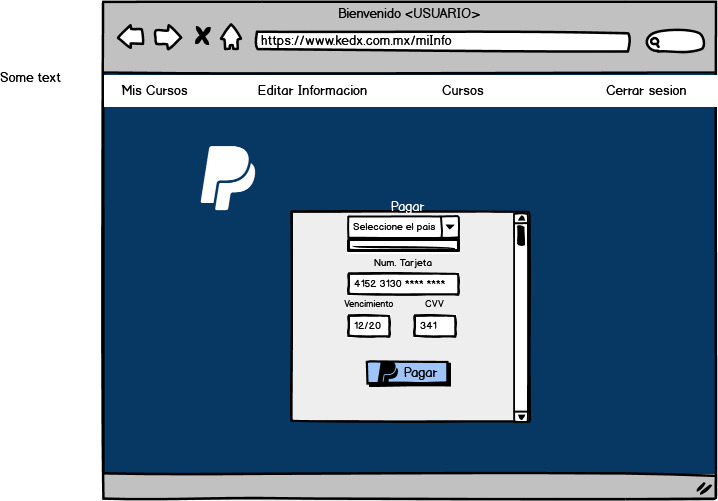 Bienvenido <USUARIO>
https://www.kedx.com.mx/miInfo
Some text
Mis Cursos
Editar Informacion
Cursos
Cerrar sesion
Pagar
Seleccione el pais
Num. Tarjeta
4152 3130 **** ****
Vencimiento
CVV
12/20
341
Pagar